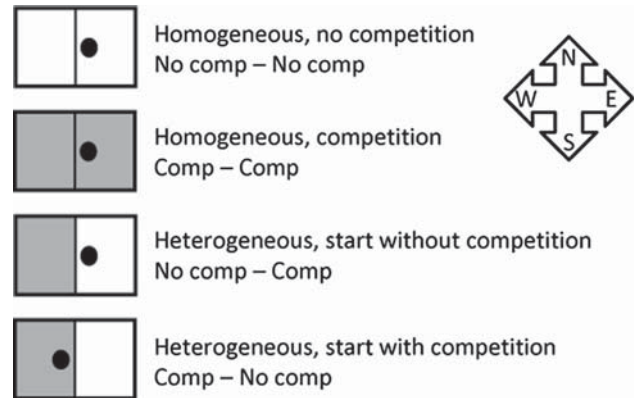 Homogeneous, no competition
No comp – No comp
N
W
E
S
Homogeneous, competition
Comp – Comp
Heterogeneous, start without competition
No comp – Comp
Heterogeneous, start with competition
Comp – No comp